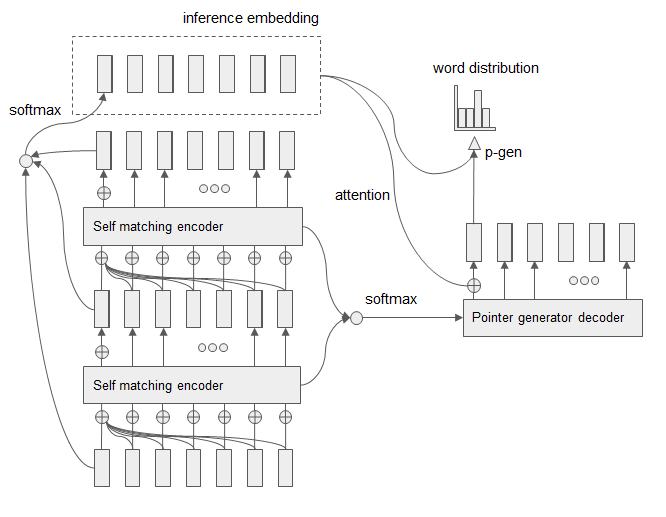 inference embedding
word distribution
softmax
p-gen
attention
Self matching encoder
softmax
Pointer generator decoder
Self matching encoder